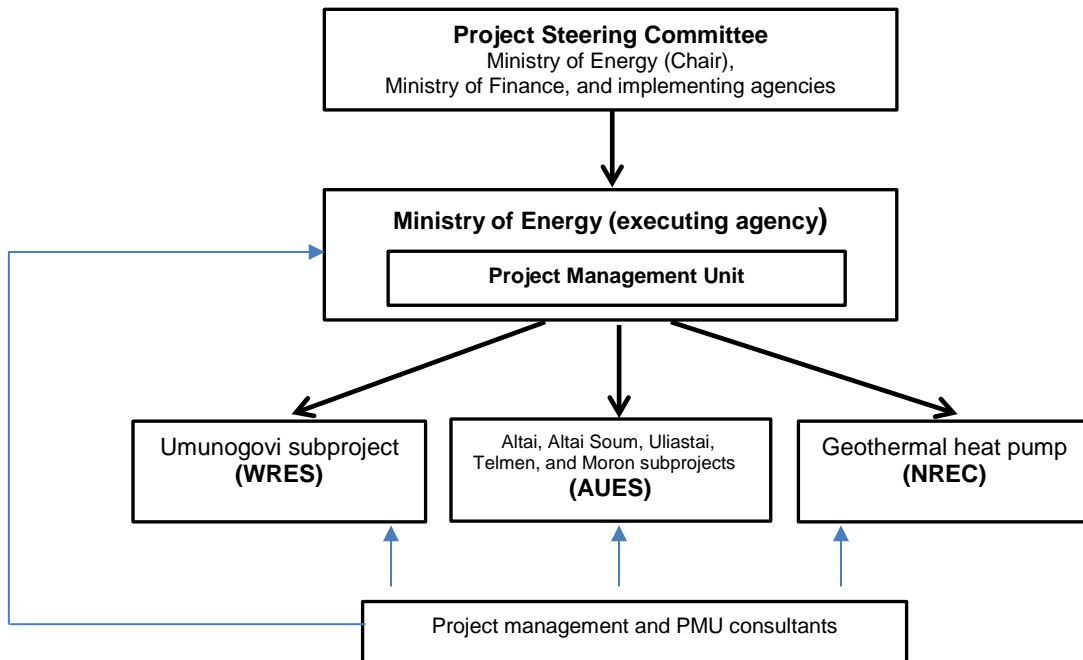 Project Steering Committee
Ministry of Energy (Chair),
Ministry of Finance, and implementing agencies
Ministry of Energy (executing agency)
Project Management Unit
Umunogovi subproject
(WRES)
Altai, Altai Soum, Uliastai,
Telmen, and Moron subprojects
(AUES)
Geothermal heat pump
(NREC)
Project management and PMU consultants